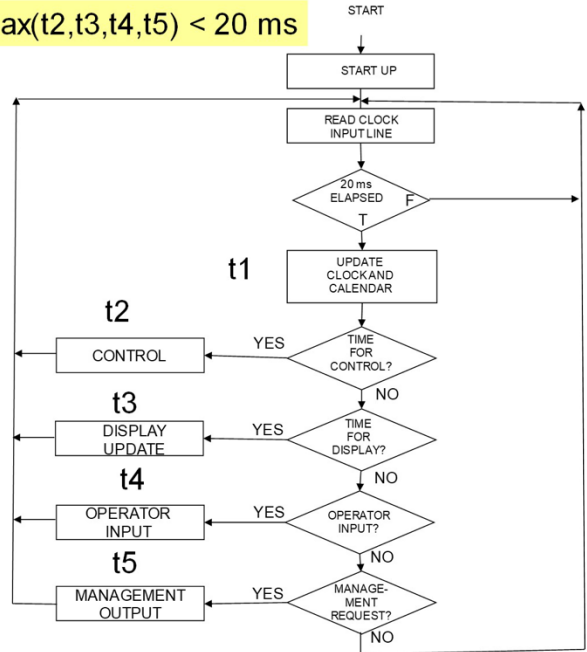 ax(t2,t3,t4,t5) < 20 ms
START
START UP
READ CLOCK
INPUT LINE
20 ms
ELAPSED
F
T
t1
UPDATE
CLOCK AND
CALENDAR
t2
CONTROL
YES
TIME
FOR
CONTROL?
NO
t3
DISPLAY
UPDATE
YES
TIME
FOR
DISPLAY?
NO
t4
OPERATOR
INPUT
YES
OPERATOR
INPUT?
NO
t5
MANAGEMENT
OUTPUT
YES
MANAGE-
MENT
REQUEST?
NO